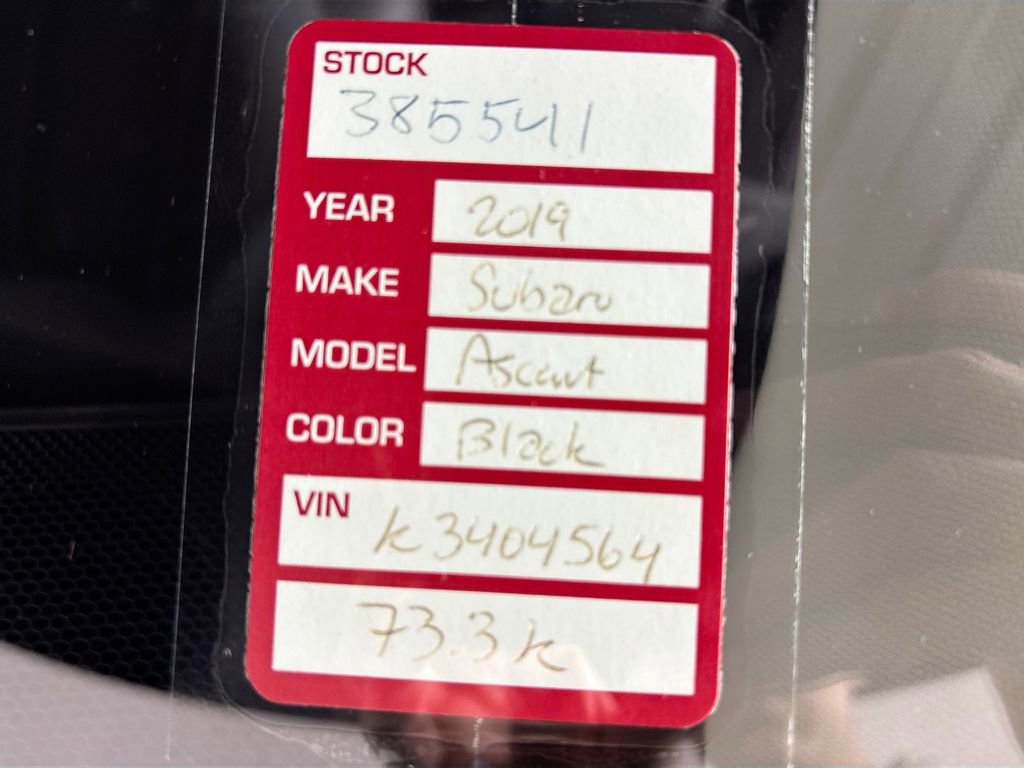 STOCK
385541
YEAR 2019
MAKE Subaru
MODEL Ascent
COLOR Black
VIN K3404564
73.3k